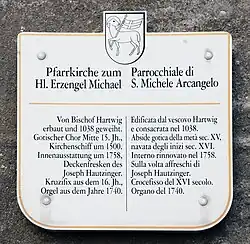 Pfarrkirche zum
Hl. Erzengel Michael
Parrocchiale di
S. Michele Arcangelo
Von Bischof Hartwig
erbaut und 1038 geweiht.
Gotischer Chor Mitte 15. Jh.,
Kirchenschiff um 1500.
Innenausstattung um 1758,
Deckenfresken des
Joseph Hautzinger.
Kruzifix aus dem 16. Jh.,
Orgel aus dem Jahre 1740.
Edificata dal vescovo Hartwig
e consacrata nel 1038.
Abside gotica della metà sec. XV,
navata degli inizi sec. XVI.
Interno rinnovato nel 1758.
Sulla volta affreschi di
Joseph Hautzinger.
Crocefisso del XVI secolo.
Organo del 1740.